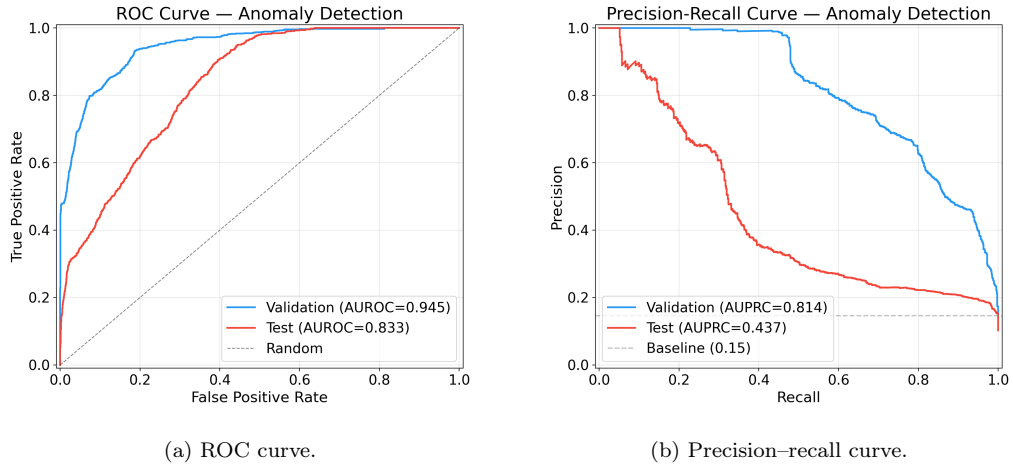 ROC Curve — Anomaly Detection
True Positive Rate
1.0
0.8
0.6
0.4
0.2
0.0
Validation (AUROC=0.945)
Test (AUROC=0.833)
Random
0.0 0.2 0.4 0.6 0.8 1.0
False Positive Rate
(a) ROC curve.
Precision-Recall Curve — Anomaly Detection
Precision
1.0
0.8
0.6
0.4
0.2
0.0
Validation (AUPRC=0.814)
Test (AUPRC=0.437)
Baseline (0.15)
0.0 0.2 0.4 0.6 0.8 1.0
Recall
(b) Precision–recall curve.